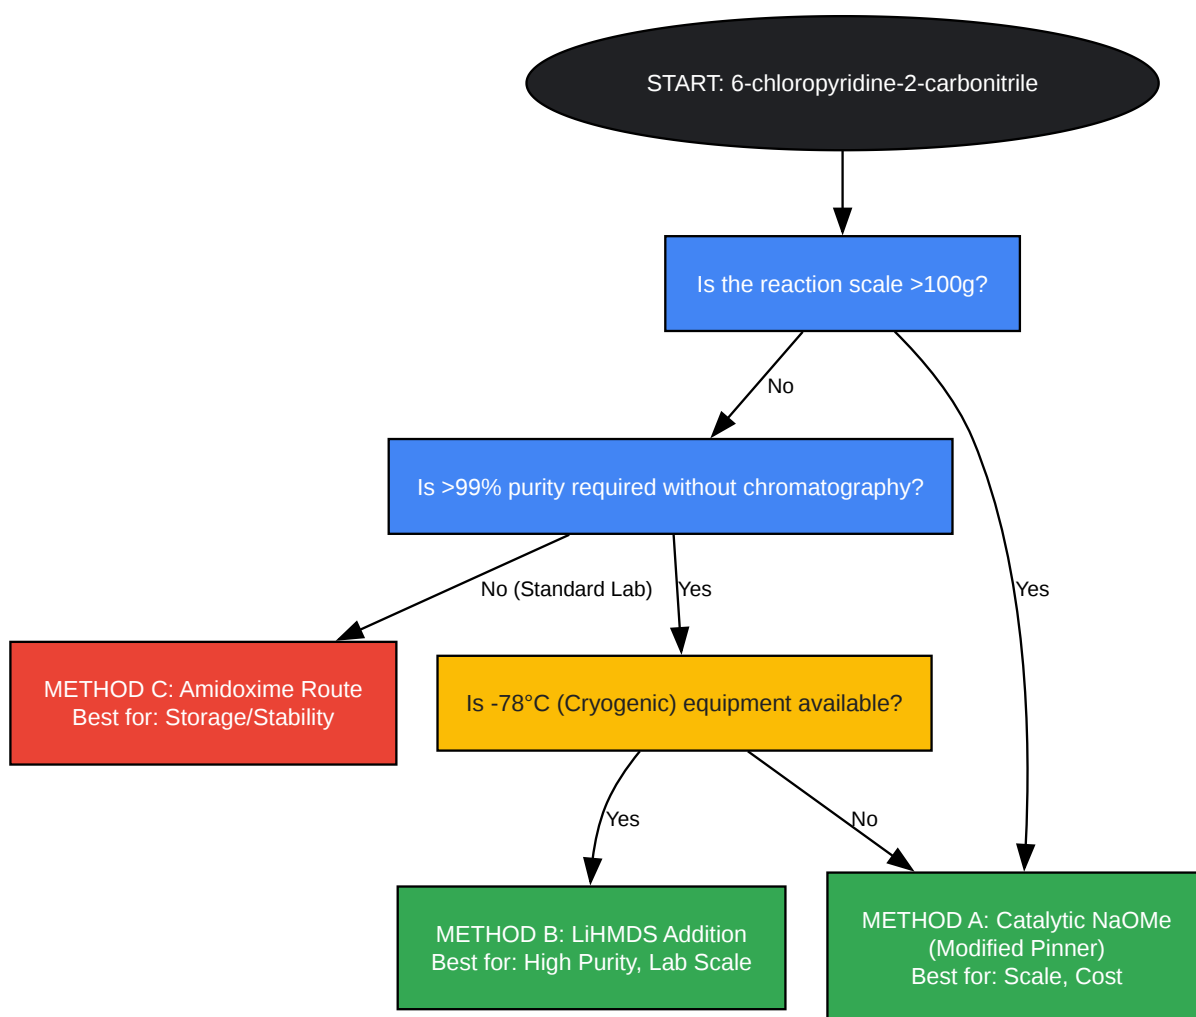 START: 6-chloropyridine-2-carbonitrile
Is the reaction scale >100g?
No
Is >99% purity required without chromatography?
No (Standard Lab)
Yes
Yes
METHOD C: Amidoxime Route
Best for: Storage/Stability
Is -78°C (Cryogenic) equipment available?
Yes
No
METHOD B: LiHMDS Addition
Best for: High Purity, Lab Scale
METHOD A: Catalytic NaOMe
(Modified Pinner)
Best for: Scale, Cost